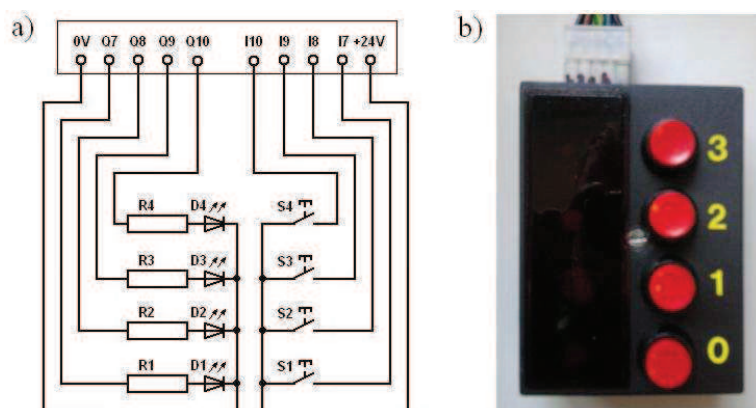 a)
0V Q7 Q8 Q9 Q10 I10 I9 I8 I7 +24V
R4 D4 S4
R3 D3 S3
R2 D2 S2
R1 D1 S1
b)
3
2
1
0